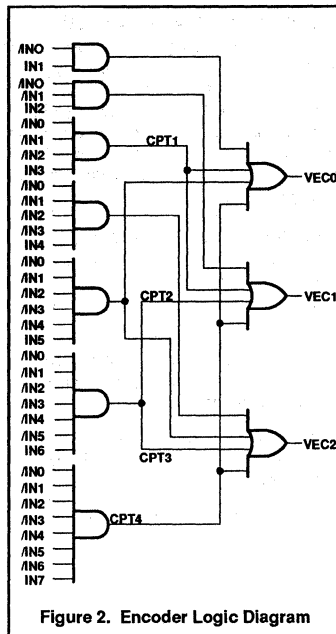 /INO
IN1
/INO
/IN1
IN2
/IN0
/IN1
/IN2
IN3
CPT1
/IN0
/IN1
/IN2
/IN3
IN4
VEC0
/IN0
/IN1
/IN2
/IN3
/IN4
IN5
CPT2
VEC1
/IN0
/IN1
/IN2
/IN3
/IN4
/IN5
IN6
CPT3
VEC2
/IN0
/IN1
/IN2
/IN3
/IN4
/IN5
/IN6
IN7
CPT4
Figure 2. Encoder Logic Diagram